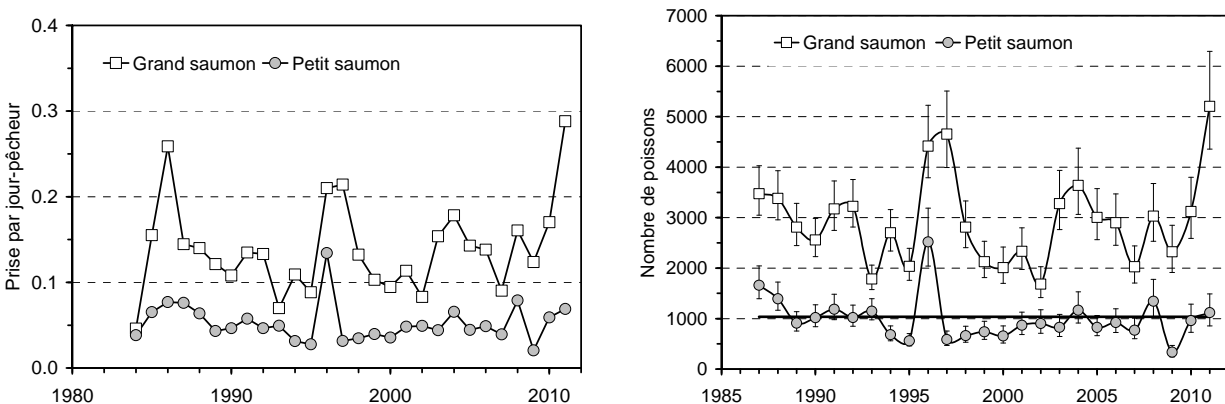 Prise par jour-pêcheur
0.4
0.3
0.2
0.1
0.0
Grand saumon Petit saumon
1980 1990 2000 2010
Nombre de poissons
7000
6000
5000
4000
3000
2000
1000
0
Grand saumon Petit saumon
1985 1990 1995 2000 2005 2010